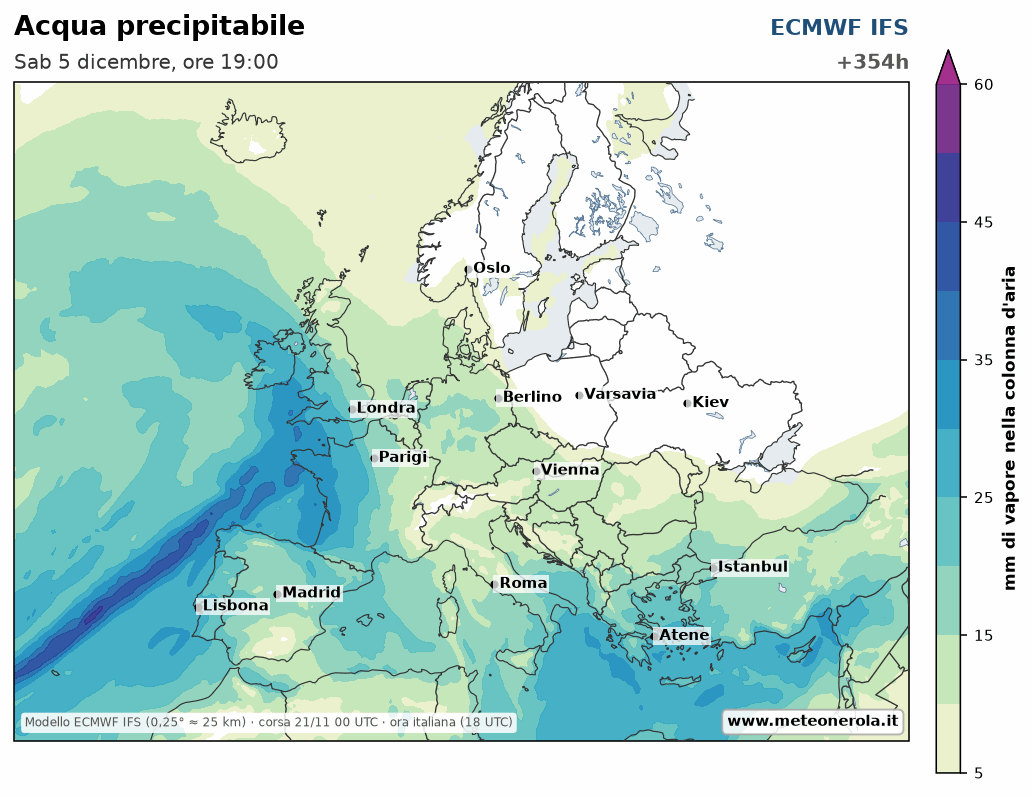 Acqua precipitabile
ECMWF IFS
Sab 5 dicembre, ore 19:00
+354h
60
45
35
25
15
5
mm di vapore nella colonna d'aria
Oslo
Berlino
Varsavia
Kiev
Londra
Parigi
Vienna
Istanbul
Roma
Madrid
Lisbona
Atene
Modello ECMWF IFS (0,25° ≈ 25 km) · corsa 21/11 00 UTC · ora italiana (18 UTC)
www.meteonerola.it